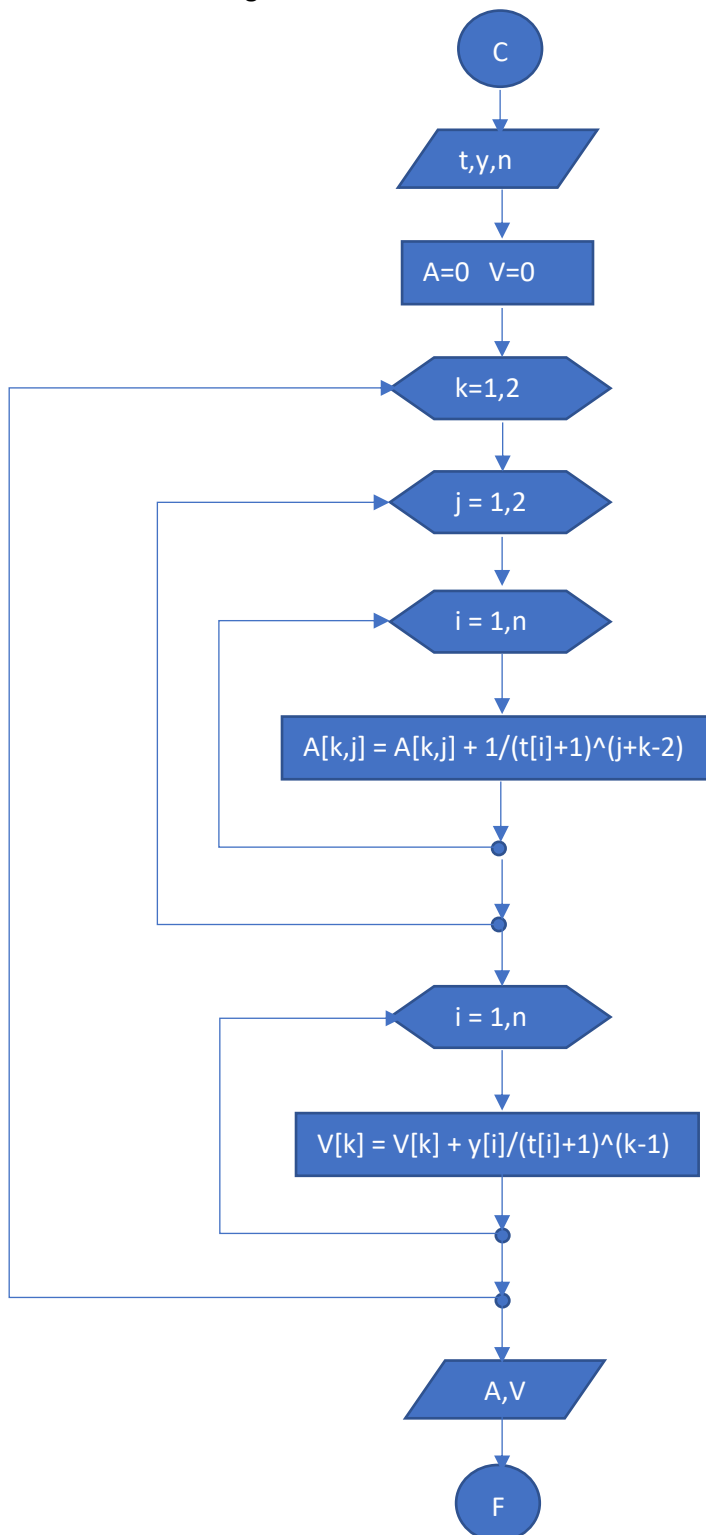 C
t,y,n
A=0 V=0
k=1,2
j = 1,2
i = 1,n
A[k,j] = A[k,j] + 1/(t[i]+1)^(j+k-2)
i = 1,n
V[k] = V[k] + y[i]/(t[i]+1)^(k-1)
A,V
F